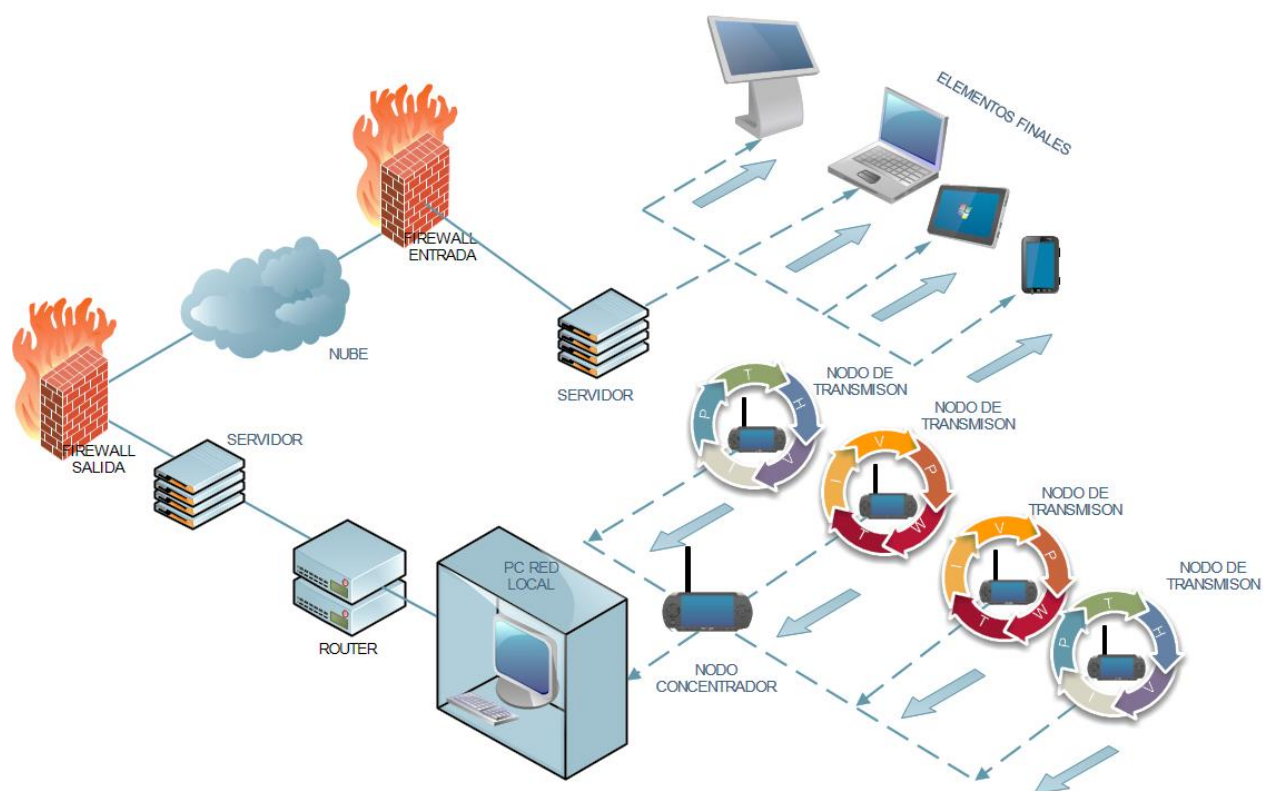 ELEMENTOS FINALES
FIREWALL
ENTRADA
NUBE
SERVIDOR
FIREWALL
SALIDA
SERVIDOR
ROUTER
PC RED
LOCAL
NODO
CONCENTRADOR
NODO DE
TRANSMISON
P T H V I
NODO DE
TRANSMISON
I V P W T
NODO DE
TRANSMISON
I V P W T
NODO DE
TRANSMISON
P T H V I